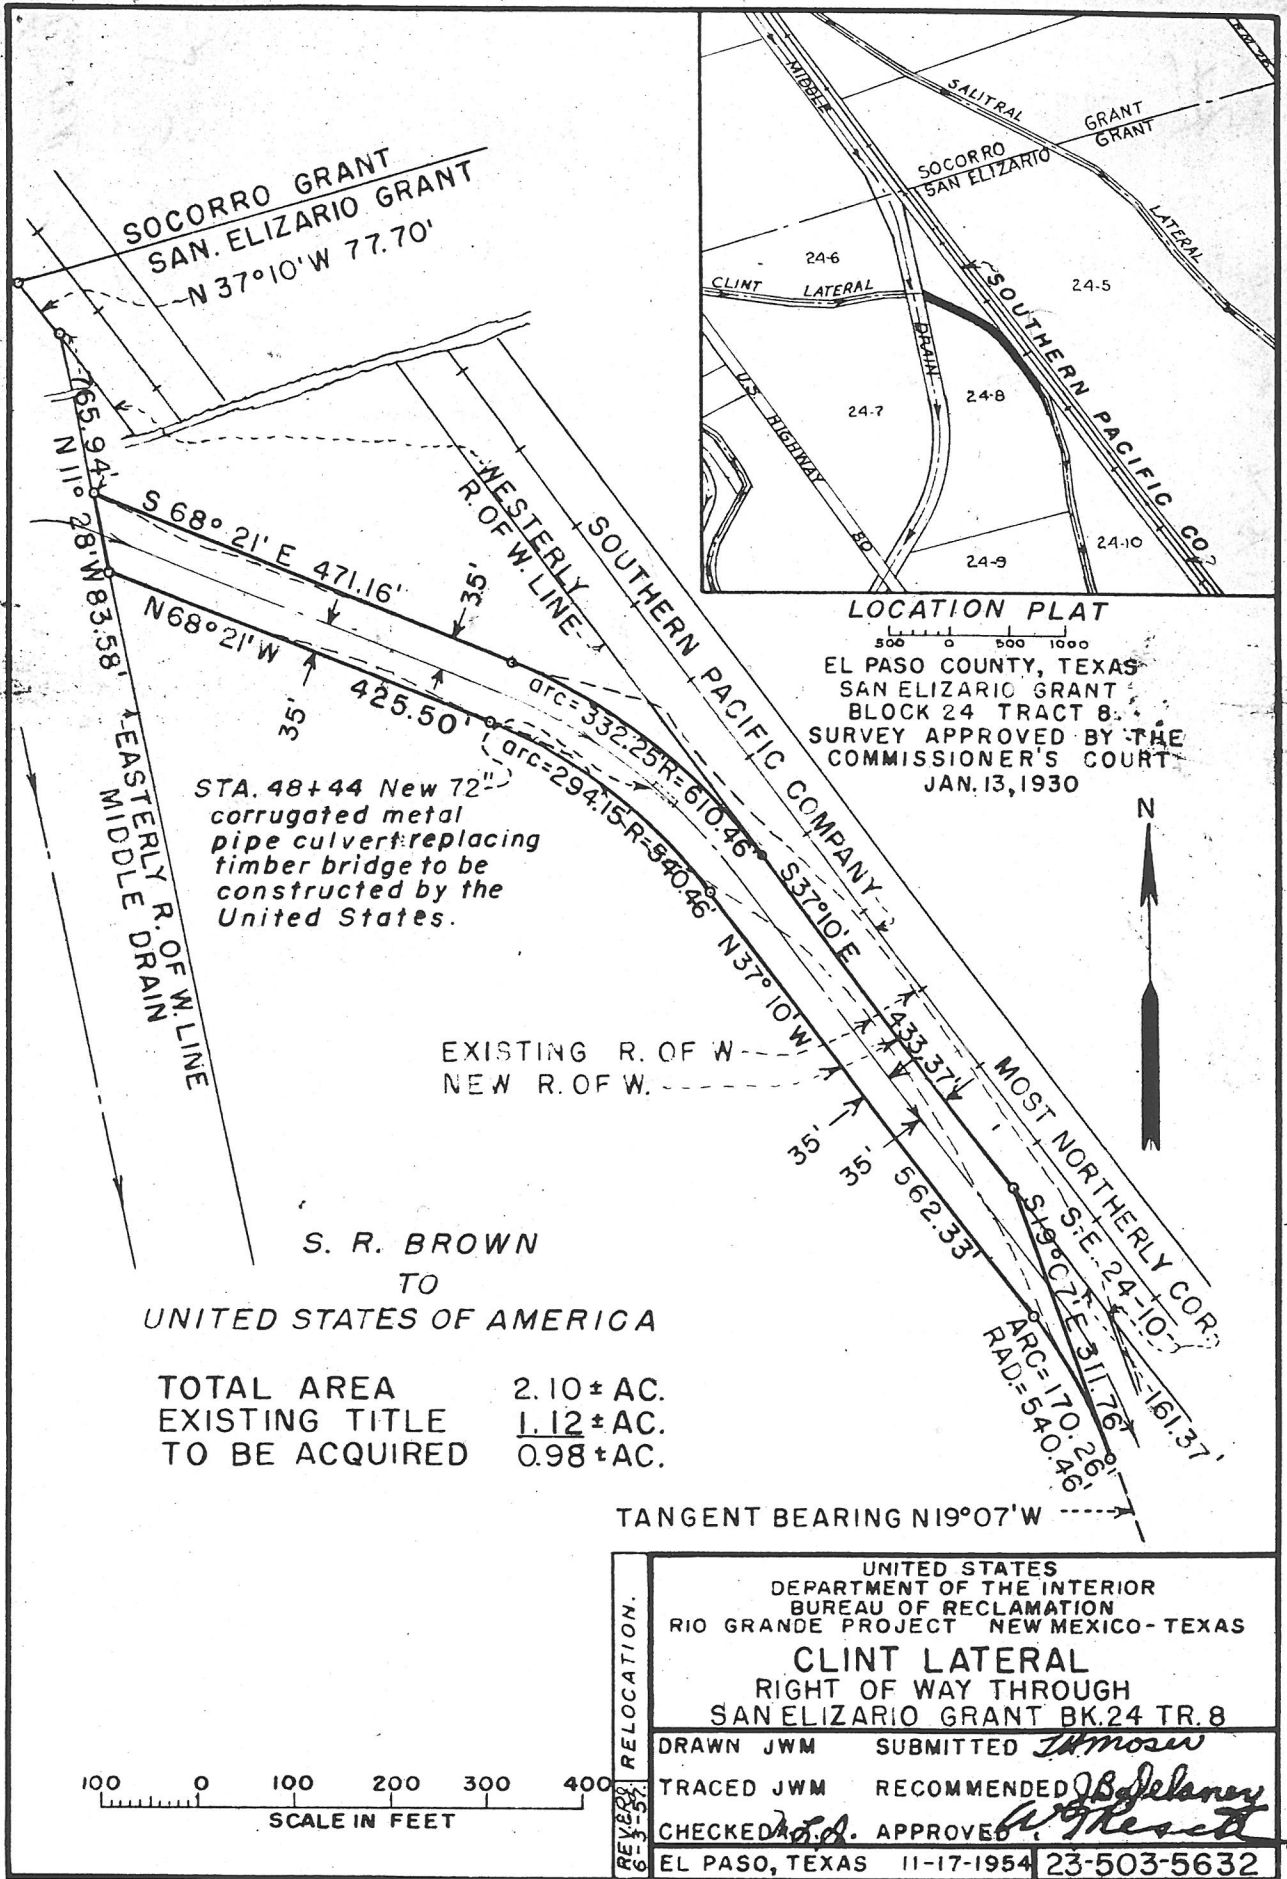 SOCORRO GRANT
SAN. ELIZARIO GRANT
N 37°10'W 77.70'
765.94'
N 11° 28'W 83.58'
S 68° 21' E 471.16'
N68°21'W 425.50'
35'
35'
WESTERLY
R. OF W. LINE
SOUTHERN PACIFIC COMPANY
arc=332.25' R=610.46'
arc=294.15' R=540.46'
STA. 48+44 New 72"
corrugated metal
pipe culvert replacing
timber bridge to be
constructed by the
United States.
EASTERLY R. OF W. LINE
MIDDLE DRAIN
S37°10'E 433.37'
N37°10'W 562.33'
EXISTING R. OF W
NEW R. OF W.
35'
35'
MOST NORTHERLY COR.
S.E. 24-10
S19°07'E 311.76'
161.37'
ARC=170.26'
RAD.=540.46'
TANGENT BEARING N19°07'W
MIDDLE
DRAIN
SALITRAL
LATERAL
SOCORRO GRANT
SAN ELIZARIO GRANT
24-6
24-5
CLINT LATERAL
SOUTHERN PACIFIC CO.
24-7
24-8
U.S. HIGHWAY 80
24-9
24-10
LOCATION PLAT
500 0 500 1000
EL PASO COUNTY, TEXAS
SAN ELIZARIO GRANT
BLOCK 24 TRACT 8
SURVEY APPROVED BY THE
COMMISSIONER'S COURT
JAN. 13, 1930
N
S. R. BROWN
TO
UNITED STATES OF AMERICA
TOTAL AREA 2.10± AC.
EXISTING TITLE 1.12± AC.
TO BE ACQUIRED 0.98± AC.
100 0 100 200 300 400
SCALE IN FEET
RELOCATION.
UNITED STATES
DEPARTMENT OF THE INTERIOR
BUREAU OF RECLAMATION
RIO GRANDE PROJECT NEW MEXICO-TEXAS
CLINT LATERAL
RIGHT OF WAY THROUGH
SAN ELIZARIO GRANT BK.24 TR. 8
DRAWN JWM SUBMITTED
TRACED JWM RECOMMENDED
CHECKED APPROVED
EL PASO, TEXAS 11-17-1954 23-503-5632